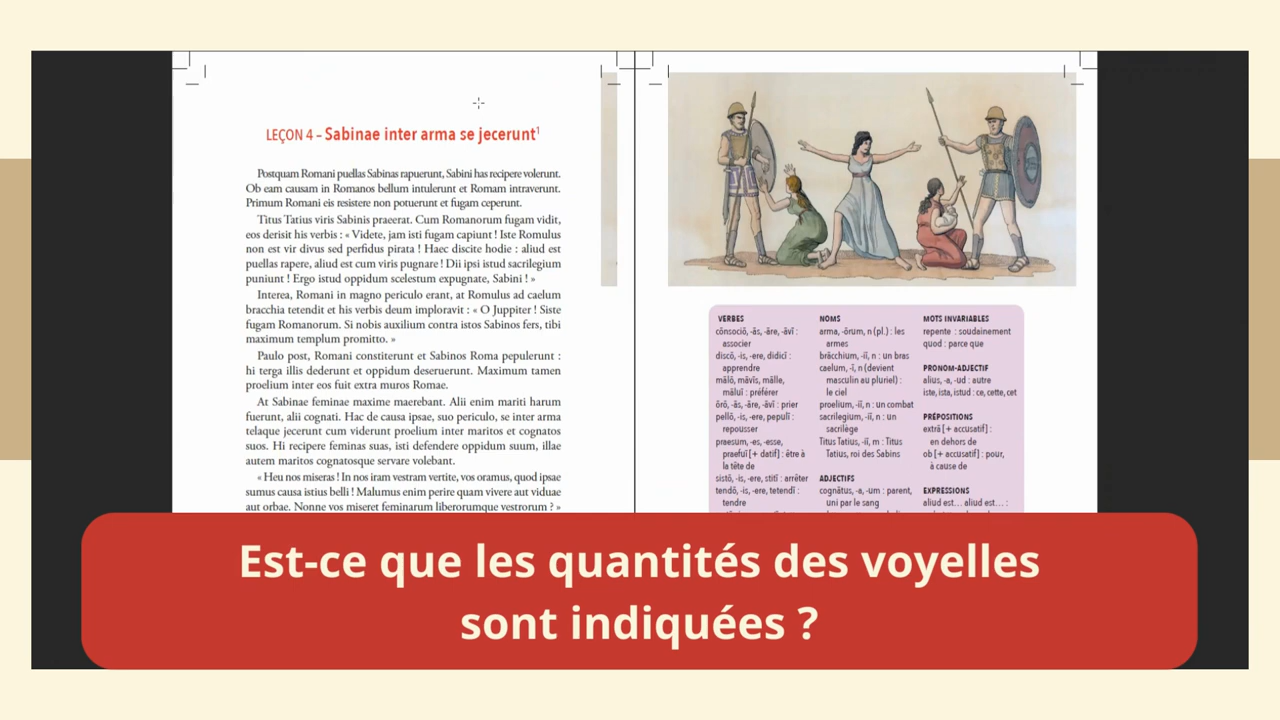 LEÇON 4 – Sabinae inter arma se jecerunt¹
Postquam Romani puellas Sabinas rapuerunt, Sabini has recipere volerunt.
Ob eam causam in Romanos bellum intulerunt et Romam intraverunt.
Primum Romani eis resistere non potuerunt et fugam ceperunt.
Titus Tatius viris Sabinis praeerat. Cum Romanorum fugam vidit,
eos derisit his verbis : « Videte, jam isti fugam capiunt ! Iste Romulus
non est vir divus sed perfidus pirata ! Haec discite hodie : aliud est
puellas rapere, aliud est cum viris pugnare ! Dii ipsi istud sacrilegium
puniunt ! Ergo istud oppidum scelestum expugnate, Sabini ! »
Interea, Romani in magno periculo erant, at Romulus ad caelum
bracchia tetendit et his verbis deum imploravit : « O Juppiter ! Siste
fugam Romanorum. Si nobis auxilium contra istos Sabinos fers, tibi
maximum templum promitto. »
Paulo post, Romani constiterunt et Sabinos Roma pepulerunt :
hi terga illis dederunt et oppidum deseruerunt. Maximum tamen
proelium inter eos fuit extra muros Romae.
At Sabinae feminae maxime maerebant. Alii enim mariti harum
fuerunt, alii cognati. Hac de causa ipsae, suo periculo, se inter arma
telaque jecerunt cum viderunt proelium inter maritos et cognatos
suos. Hi recipere feminas suas, isti defendere oppidum suum, illae
autem maritos cognatosque servare volebant.
« Heu nos miseras ! In nos iram vestram vertite, vos oramus, quod ipsae
sumus causa istius belli ! Malumus enim perire quam vivere aut viduae
aut orbae. Nonne vos miseret feminarum liberorumque vestrorum ? »
VERBES
cōnsociō, -ās, -āre, -āvī :
associer
discō, -is, -ere, didicī :
apprendre
mālō, māvīs, mālle,
māluī : préférer
ōrō, -ās, -āre, -āvī : prier
pellō, -is, -ere, pepulī :
repousser
praesum, -es, -esse,
praefuī [+ datif] : être à
la tête de
sistō, -is, -ere, stitī : arrêter
tendō, -is, -ere, tetendī :
tendre
NOMS
arma, -ōrum, n (pl.) : les
armes
brācchium, -iī, n : un bras
caelum, -ī, n (devient
masculin au pluriel) :
le ciel
proelium, -iī, n : un combat
sacrilegium, -iī, n : un
sacrilège
Titus Tatius, -iī, m : Titus
Tatius, roi des Sabins
ADJECTIFS
cognātus, -a, -um : parent,
uni par le sang
MOTS INVARIABLES
repente : soudainement
quod : parce que
PRONOM-ADJECTIF
alius, -a, -ud : autre
iste, ista, istud : ce, cette, cet
PRÉPOSITIONS
extrā [+ accusatif] :
en dehors de
ob [+ accusatif] : pour,
à cause de
EXPRESSIONS
aliud est… aliud est… :
Est-ce que les quantités des voyelles
sont indiquées ?